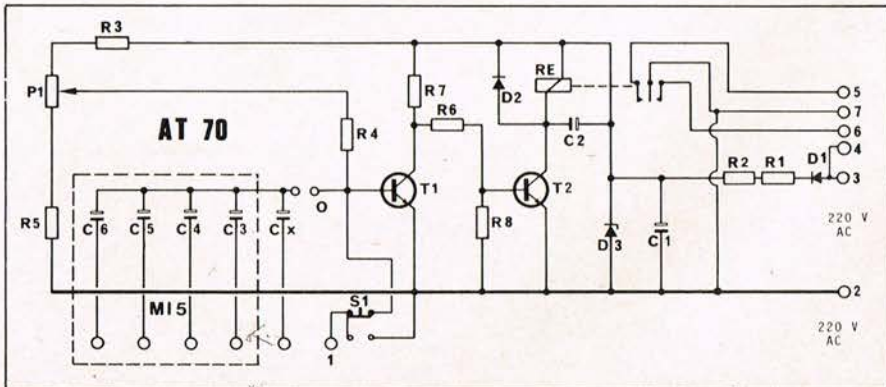 R3
P1
AT 70
R4
R7
R6
D2
RE
C2
T1
T2
R8
R5
C6
C5
C4
C3
Cx
O
MI5
S1
1
D3
C1
R2
R1
D1
5
7
6
4
3
220 V
AC
2
220 V
AC